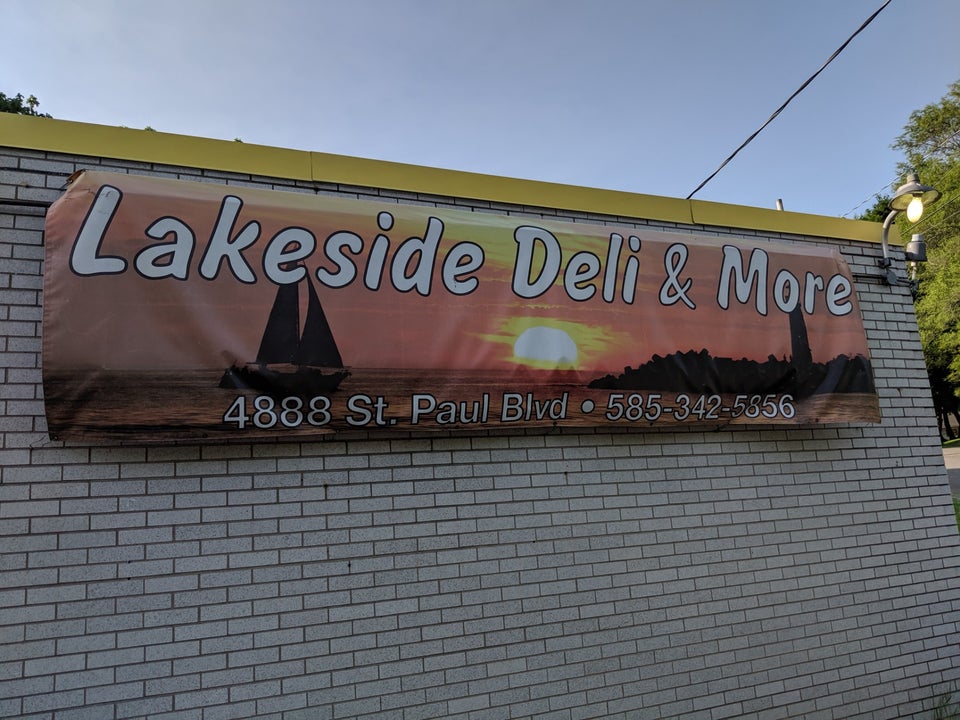 Lakeside Deli & More
4888 St. Paul Blvd • 585-342-5856